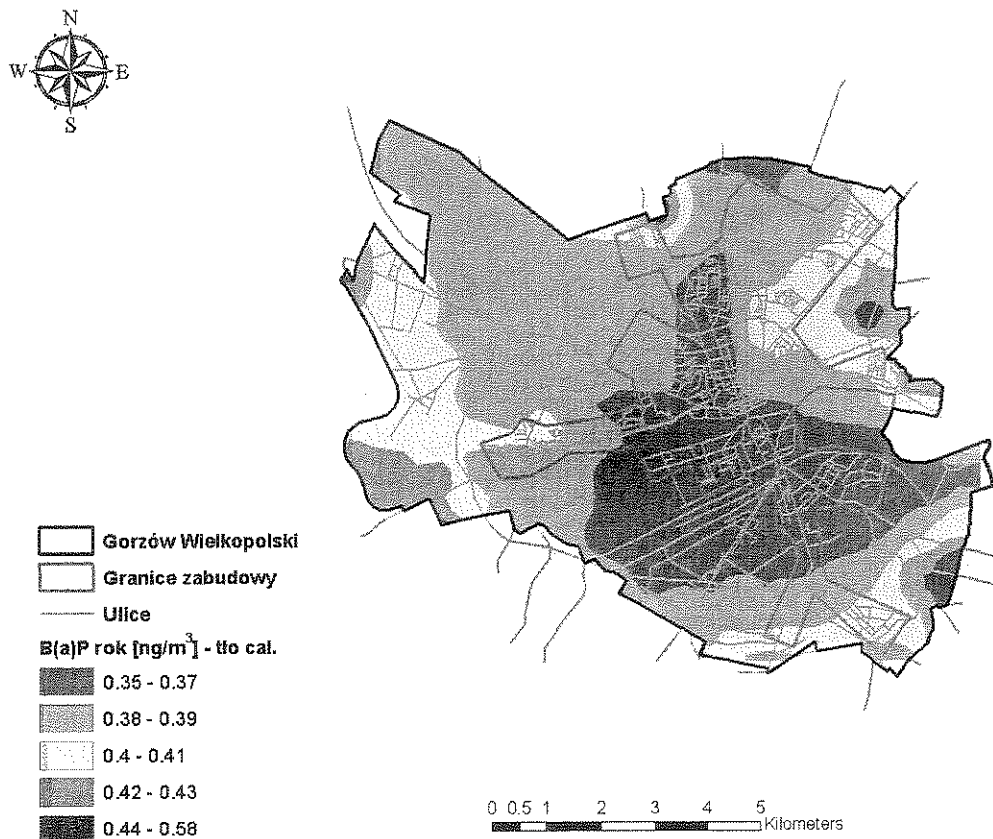 N
W E
S
Gorzów Wielkopolski
Granice zabudowy
Ulice
B(a)P rok [ng/m³] - tło cał.
0.35 - 0.37
0.38 - 0.39
0.4 - 0.41
0.42 - 0.43
0.44 - 0.58
0 0.5 1 2 3 4 5
Kilometers